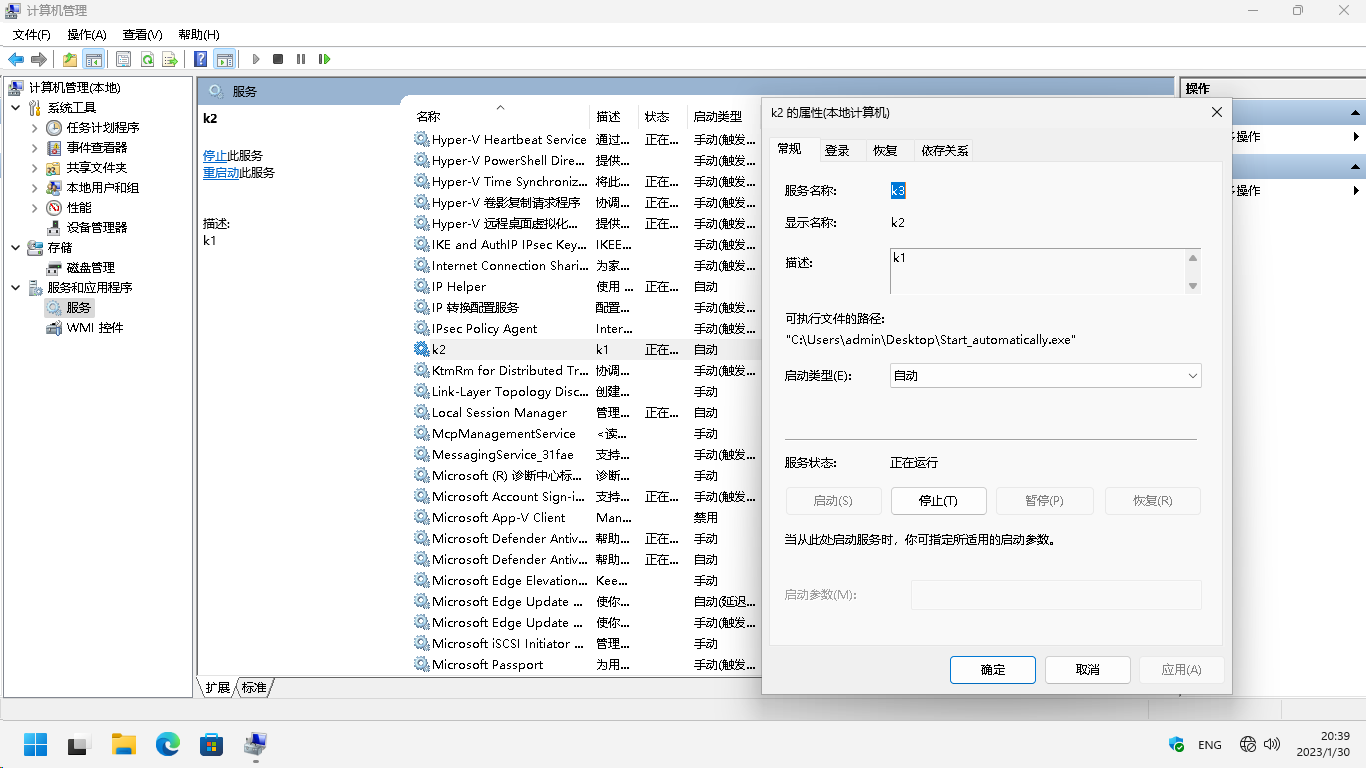 计算机管理
文件(F) 操作(A) 查看(V) 帮助(H)
计算机管理(本地)
系统工具
任务计划程序
事件查看器
共享文件夹
本地用户和组
性能
设备管理器
存储
磁盘管理
服务和应用程序
服务
WMI 控件
服务
k2
停止此服务
重启动此服务
描述:
k1
名称 描述 状态 启动类型
Hyper-V Heartbeat Service 通过... 正在... 手动(触发...
Hyper-V PowerShell Dire... 提供... 手动(触发...
Hyper-V Time Synchroniz... 将此... 正在... 手动(触发...
Hyper-V 卷影复制请求程序 协调... 正在... 手动(触发...
Hyper-V 远程桌面虚拟化... 提供... 正在... 手动(触发...
IKE and AuthIP IPsec Key... IKEE... 手动(触发...
Internet Connection Shari... 为家... 手动(触发...
IP Helper 使用 ... 正在... 自动
IP 转换配置服务 配置... 手动(触发...
IPsec Policy Agent Inter... 手动(触发...
k2 k1 正在... 自动
KtmRm for Distributed Tr... 协调... 手动(触发...
Link-Layer Topology Disc... 创建... 手动
Local Session Manager 管理... 正在... 自动
McpManagementService <读... 手动
MessagingService_31fae 支持... 手动(触发...
Microsoft (R) 诊断中心标... 诊断... 手动
Microsoft Account Sign-i... 支持... 正在... 手动(触发...
Microsoft App-V Client Man... 禁用
Microsoft Defender Antiv... 帮助... 正在... 手动
Microsoft Defender Antiv... 帮助... 正在... 自动
Microsoft Edge Elevation... Kee... 手动
Microsoft Edge Update ... 使你... 自动(延迟...
Microsoft Edge Update ... 使你... 手动(触发...
Microsoft iSCSI Initiator ... 管理... 手动
Microsoft Passport 为用... 手动(触发...
扩展 标准
操作
操作
操作
k2 的属性(本地计算机)
常规 登录 恢复 依存关系
服务名称: k3
显示名称: k2
描述: k1
可执行文件的路径:
"C:\Users\admin\Desktop\Start_automatically.exe"
启动类型(E): 自动
服务状态: 正在运行
启动(S) 停止(T) 暂停(P) 恢复(R)
当从此处启动服务时，你可指定所适用的启动参数。
启动参数(M):
确定 取消 应用(A)
ENG
20:39
2023/1/30